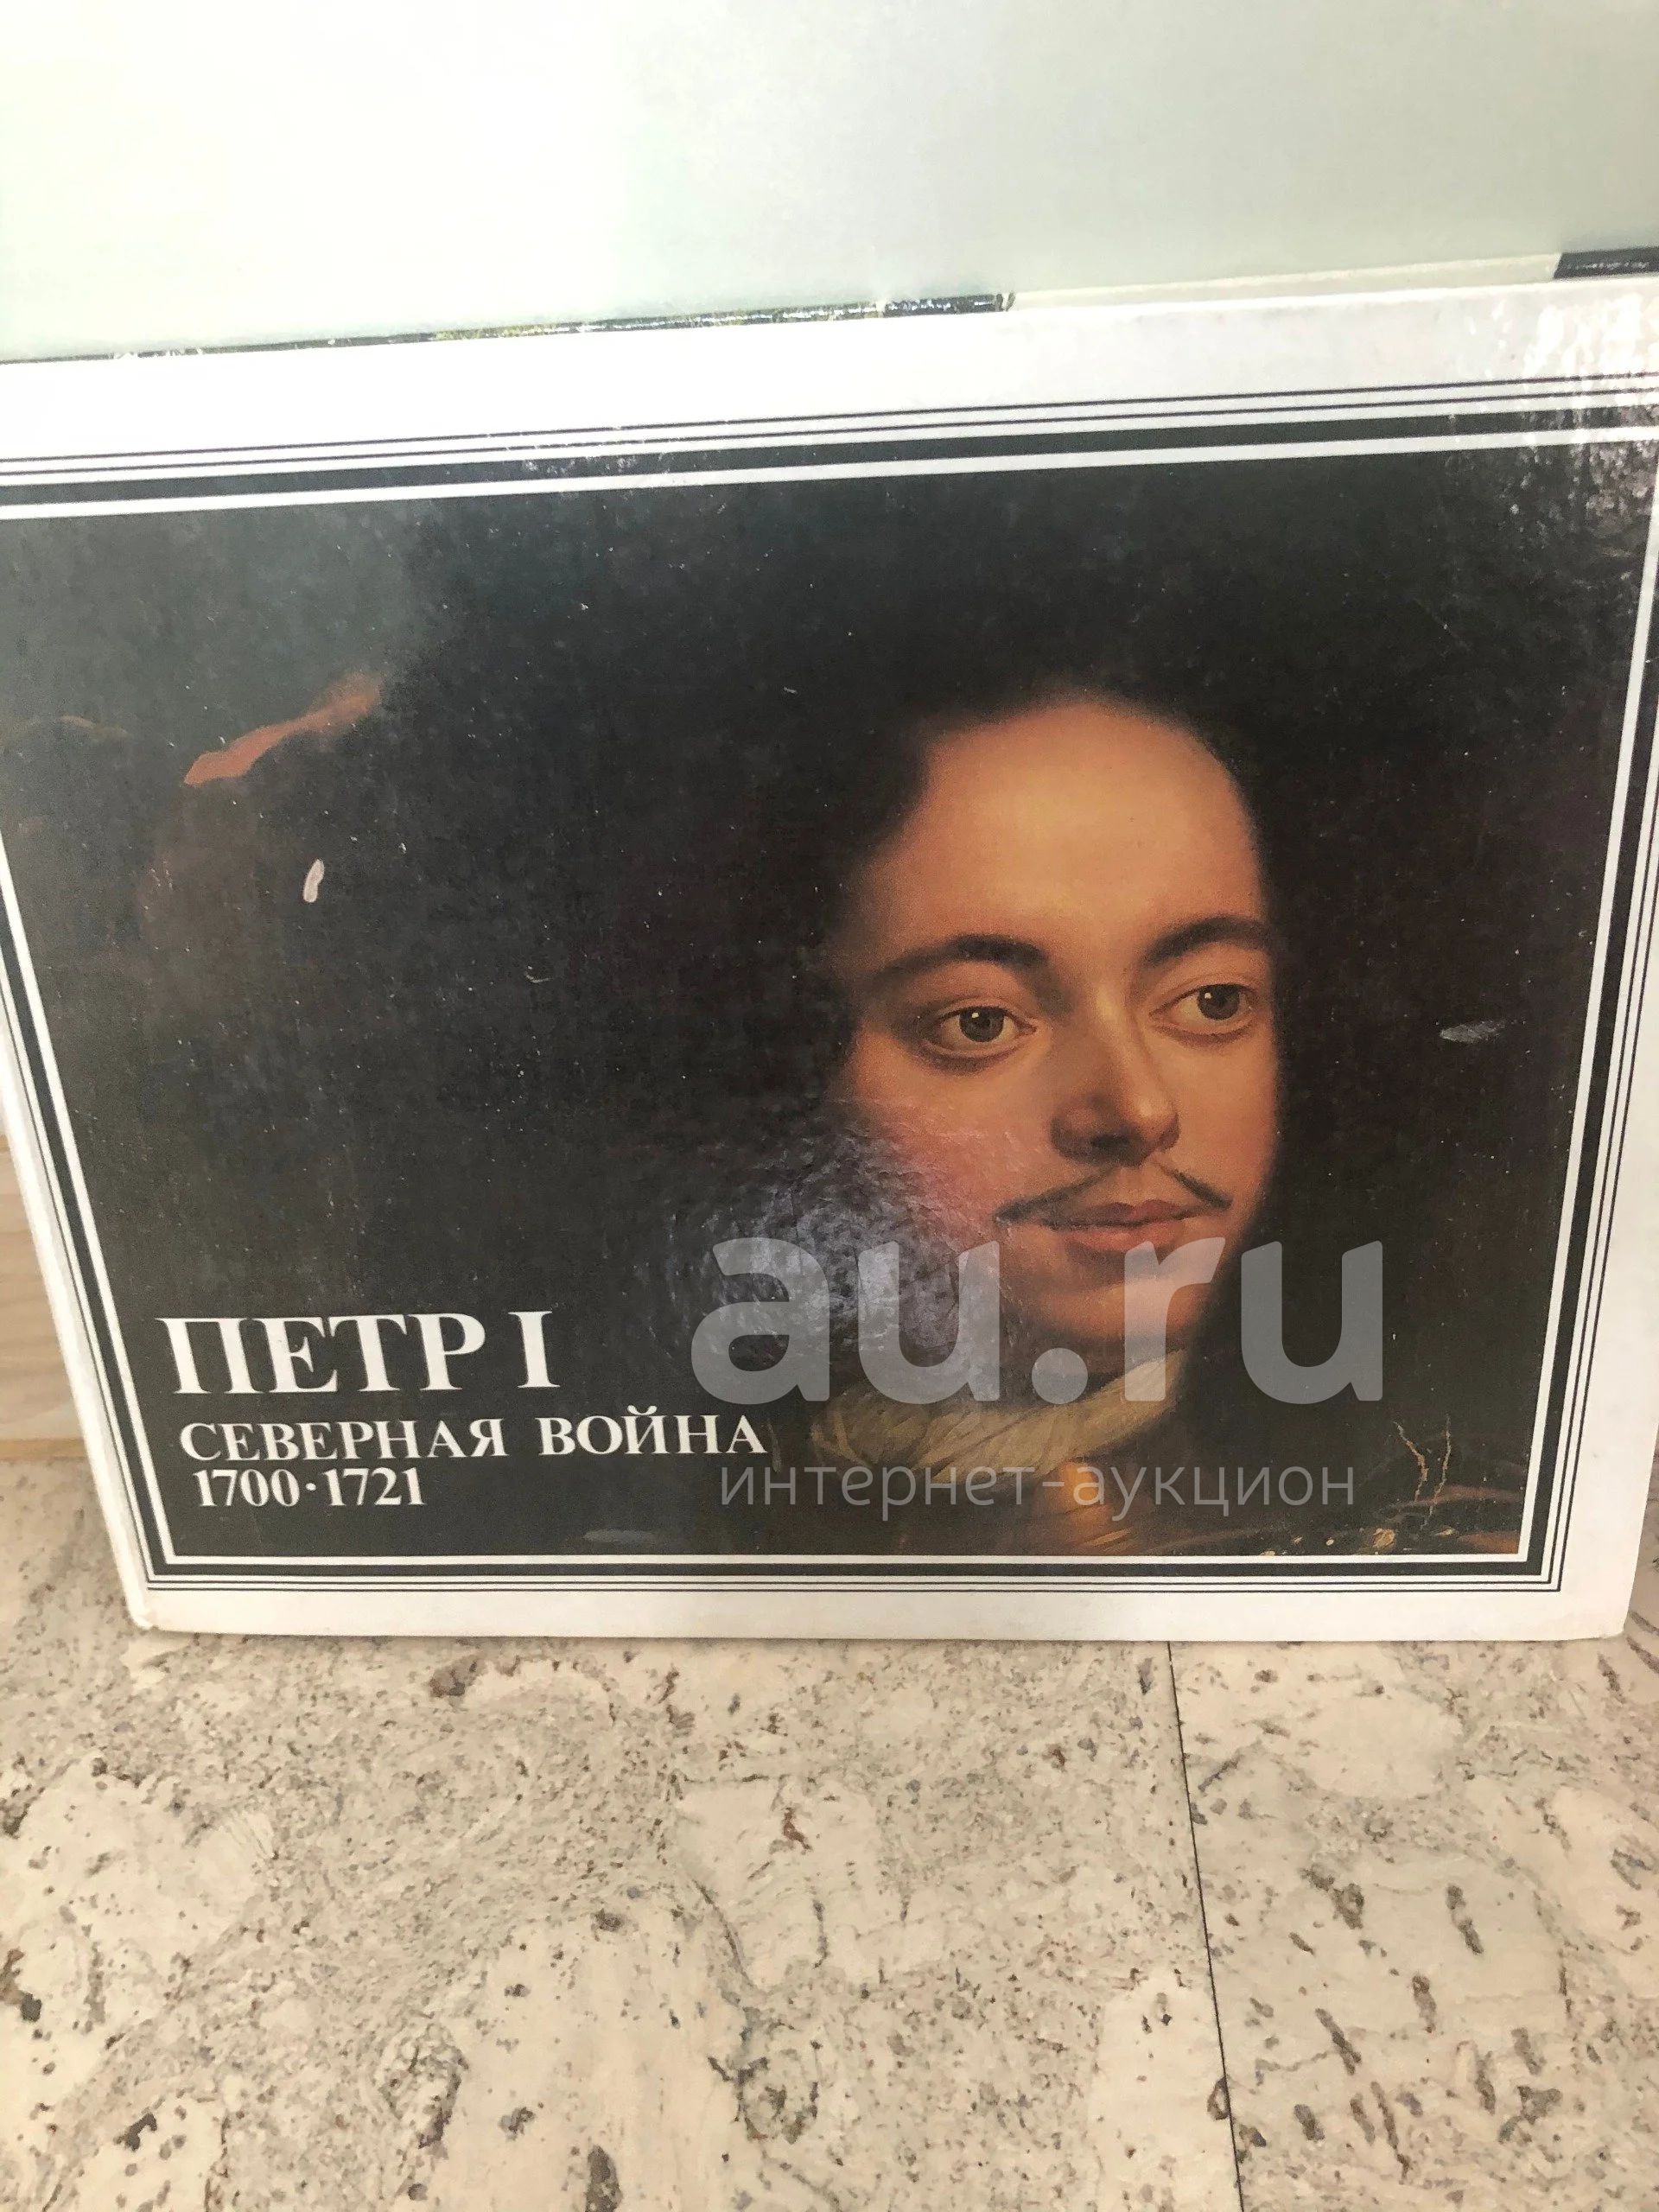 ПЕТР I
СЕВЕРНАЯ ВОЙНА
1700·1721
au.ru
интернет-аукцион